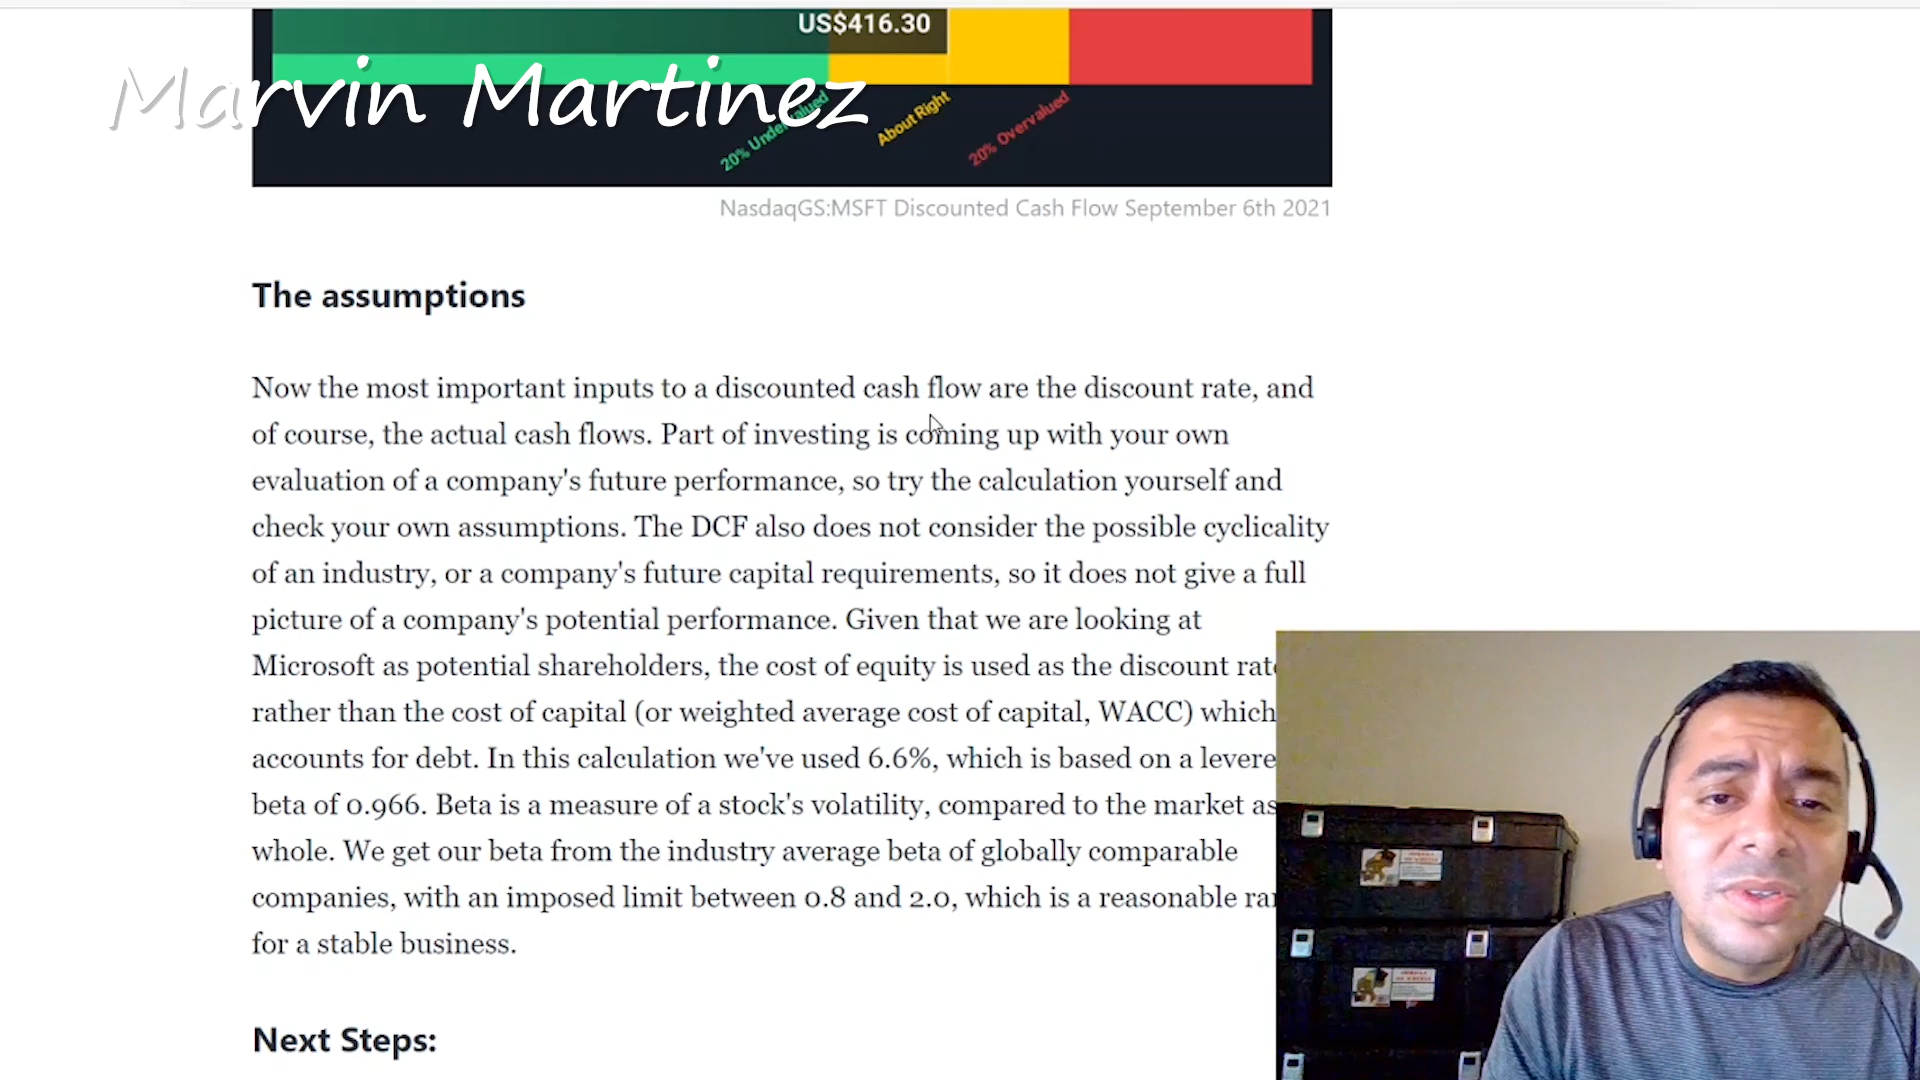 US$416.30
Marvin Martinez
20% Undervalued
About Right
20% Overvalued
NasdaqGS:MSFT Discounted Cash Flow September 6th 2021
The assumptions
Now the most important inputs to a discounted cash flow are the discount rate, and
of course, the actual cash flows. Part of investing is coming up with your own
evaluation of a company's future performance, so try the calculation yourself and
check your own assumptions. The DCF also does not consider the possible cyclicality
of an industry, or a company's future capital requirements, so it does not give a full
picture of a company's potential performance. Given that we are looking at
Microsoft as potential shareholders, the cost of equity is used as the discount
rather than the cost of capital (or weighted average cost of capital, WACC) which
accounts for debt. In this calculation we've used 6.6%, which is based on a
beta of 0.966. Beta is a measure of a stock's volatility, compared to the market as
whole. We get our beta from the industry average beta of globally comparable
companies, with an imposed limit between 0.8 and 2.0, which is a reasonable
for a stable business.
Next Steps: